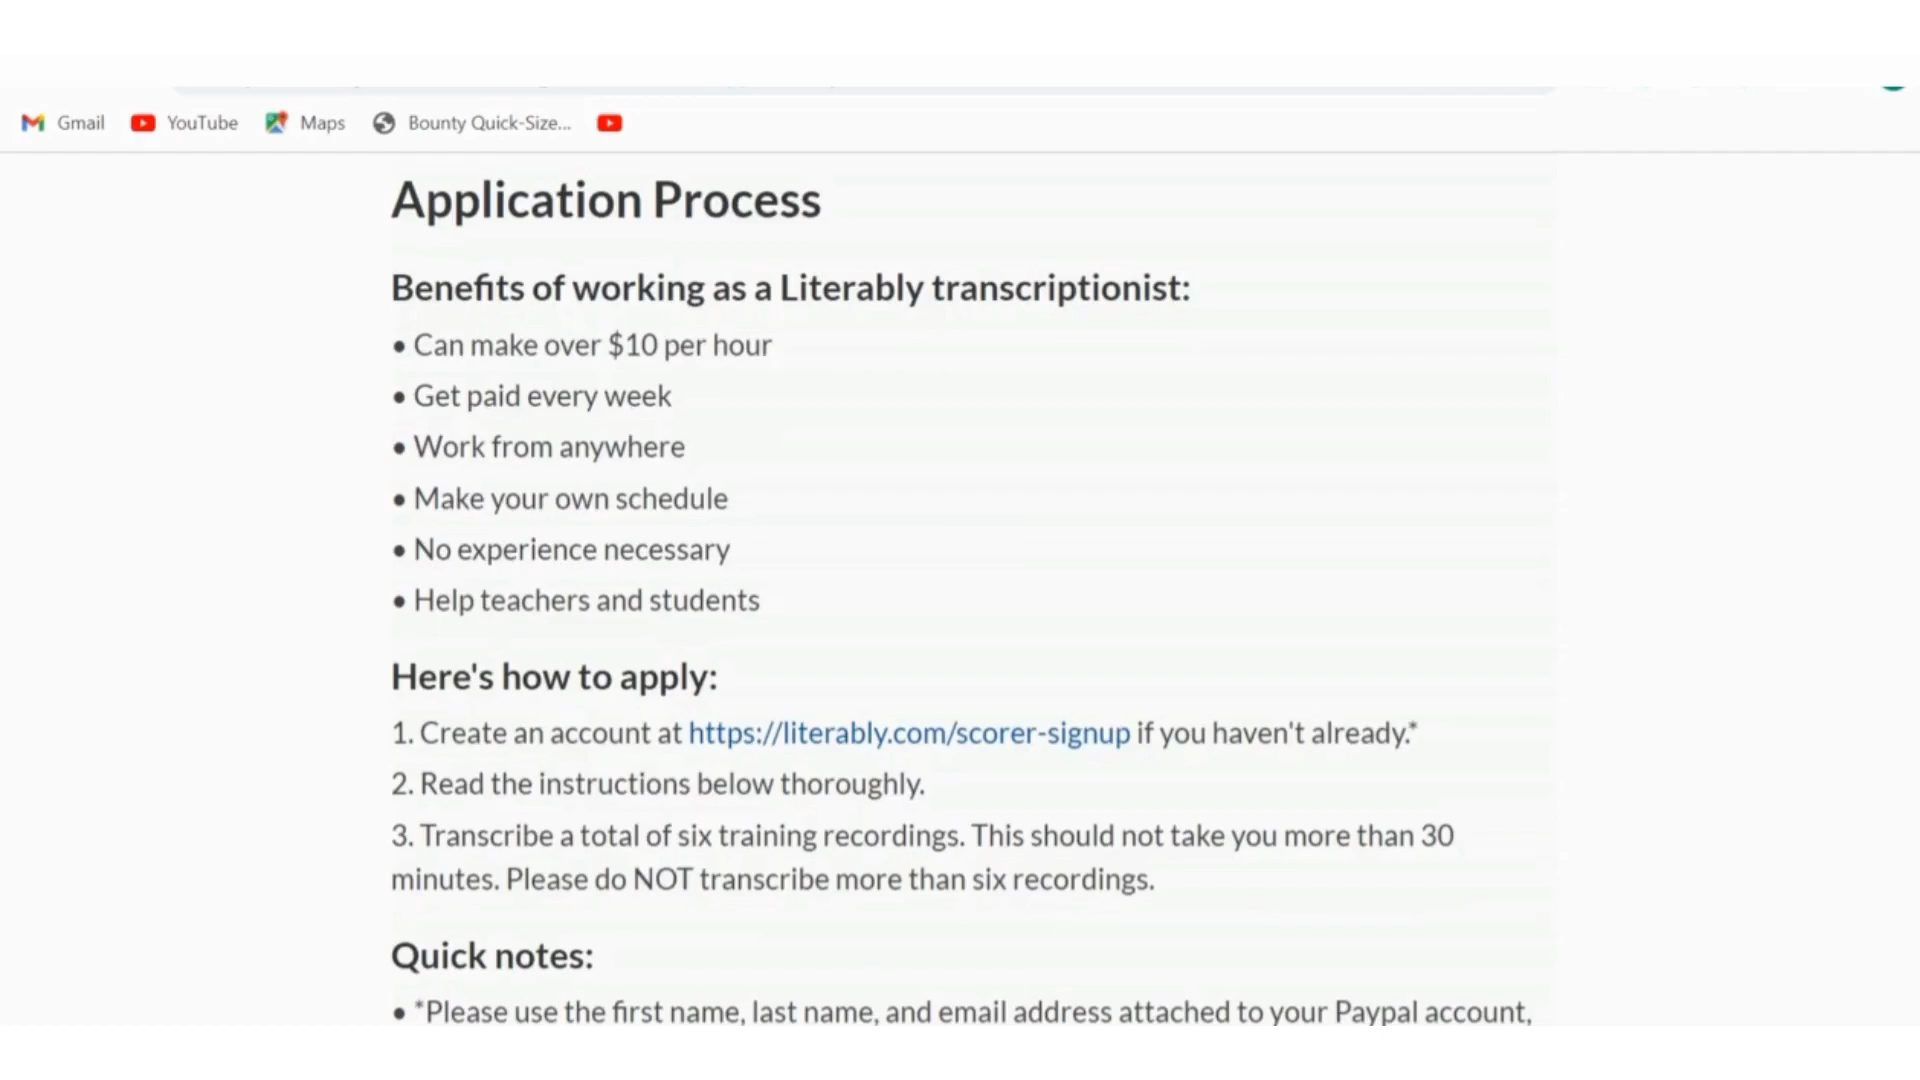 Gmail YouTube Maps Bounty Quick-Size...
Application Process
Benefits of working as a Literably transcriptionist:
• Can make over $10 per hour
• Get paid every week
• Work from anywhere
• Make your own schedule
• No experience necessary
• Help teachers and students
Here's how to apply:
1. Create an account at https://literably.com/scorer-signup if you haven't already.*
2. Read the instructions below thoroughly.
3. Transcribe a total of six training recordings. This should not take you more than 30
minutes. Please do NOT transcribe more than six recordings.
Quick notes:
• *Please use the first name, last name, and email address attached to your Paypal account,